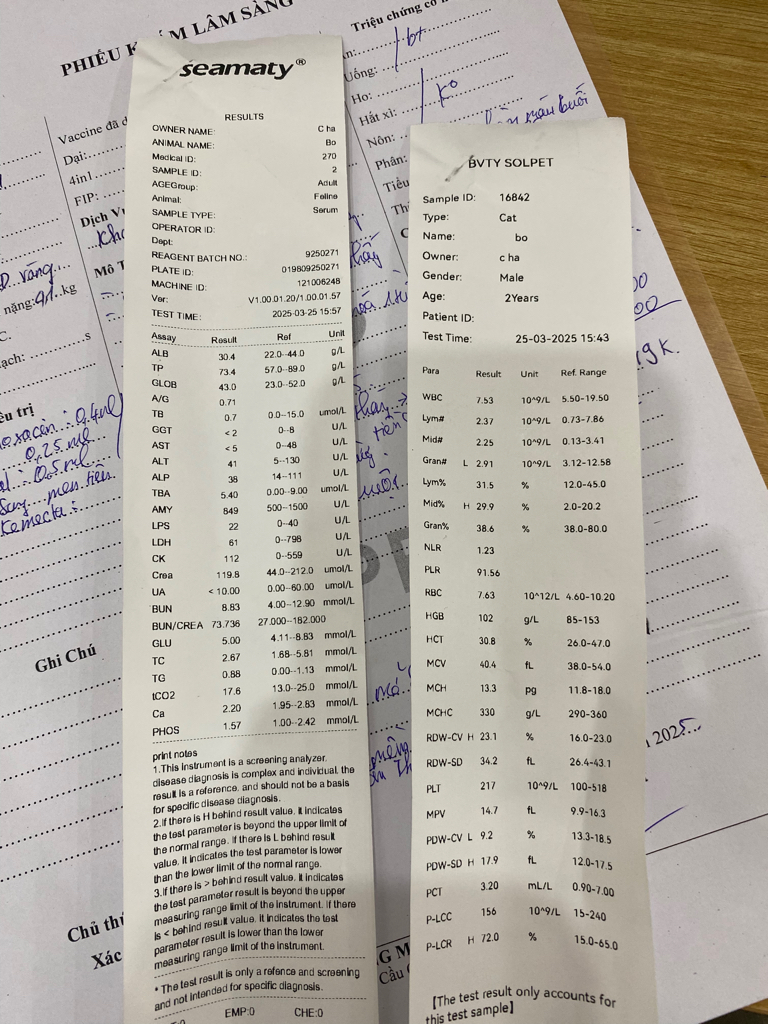 PHIẾU KHÁM LÂM SÀNG
Triệu chứng
Uống:
Ho:
Hắt xì: ko
Nôn:
Phân:
Vaccine đã
Dại:
4in1
FIP:
Dịch
Mô
nặng: kg
Ghi Chú
2025
seamaty®
RESULTS
OWNER NAME: C ha
ANIMAL NAME: Bo
Medical ID: 270
SAMPLE ID: 2
AGEGroup: Adult
Animal: Feline
SAMPLE TYPE: Serum
OPERATOR ID:
Dept:
REAGENT BATCH NO.: 9250271
PLATE ID: 019809250271
MACHINE ID: 121006248
Ver: V1.00.01.20/1.00.01.57
TEST TIME: 2025-03-25 15:57
Assay Result Ref Unit
ALB 30.4 22.0--44.0 g/L
TP 73.4 57.0--89.0 g/L
GLOB 43.0 23.0--52.0 g/L
A/G 0.71
TB 0.7 0.0--15.0 umol/L
GGT <2 0--8 U/L
AST <5 0--48 U/L
ALT 41 5--130 U/L
ALP 38 14--111 U/L
TBA 5.40 0.00--9.00 umol/L
AMY 849 500--1500 U/L
LPS 22 0--40 U/L
LDH 61 0--798 U/L
CK 112 0--559 U/L
Crea 119.8 44.0--212.0 umol/L
UA <10.00 0.00--60.00 umol/L
BUN 8.83 4.00--12.90 mmol/L
BUN/CREA 73.736 27.000--182.000
GLU 5.00 4.11--8.83 mmol/L
TC 2.67 1.68--5.81 mmol/L
TG 0.88 0.00--1.13 mmol/L
tCO2 17.6 13.0--25.0 mmol/L
Ca 2.20 1.95--2.83 mmol/L
PHOS 1.57 1.00--2.42 mmol/L
print notes
1.This instrument is a screening analyzer.
disease diagnosis is complex and individual, the
result is a reference, and should not be a basis
for specific disease diagnosis.
2.If there is H behind result value, It indicates
the test parameter is beyond the upper limit of
the normal range. If there is L behind result
value, It indicates the test parameter is lower
than the lower limit of the normal range.
3.If there is > behind result value, It indicates
the test parameter result is beyond the upper
measuring range limit of the instrument. If there
is < behind result value, It indicates the test
parameter result is lower than the lower
measuring range limit of the instrument.
* The test result is only a refence and screening
and not intended for specific diagnosis.
EMP:0 CHE:0
BVTY SOLPET
Sample ID: 16842
Type: Cat
Name: bo
Owner: c ha
Gender: Male
Age: 2Years
Patient ID:
Test Time: 25-03-2025 15:43
Para Result Unit Ref. Range
WBC 7.53 10^9/L 5.50-19.50
Lym# 2.37 10^9/L 0.73-7.86
Mid# 2.25 10^9/L 0.13-3.41
Gran# L 2.91 10^9/L 3.12-12.58
Lym% 31.5 % 12.0-45.0
Mid% H 29.9 % 2.0-20.2
Gran% 38.6 % 38.0-80.0
NLR 1.23
PLR 91.56
RBC 7.63 10^12/L 4.60-10.20
HGB 102 g/L 85-153
HCT 30.8 % 26.0-47.0
MCV 40.4 fL 38.0-54.0
MCH 13.3 pg 11.8-18.0
MCHC 330 g/L 290-360
RDW-CV H 23.1 % 16.0-23.0
RDW-SD 34.2 fL 26.4-43.1
PLT 217 10^9/L 100-518
MPV 14.7 fL 9.9-16.3
PDW-CV L 9.2 % 13.3-18.5
PDW-SD H 17.9 fL 12.0-17.5
PCT 3.20 mL/L 0.90-7.00
P-LCC 156 10^9/L 15-240
P-LCR H 72.0 % 15.0-65.0
[The test result only accounts for
this test sample]